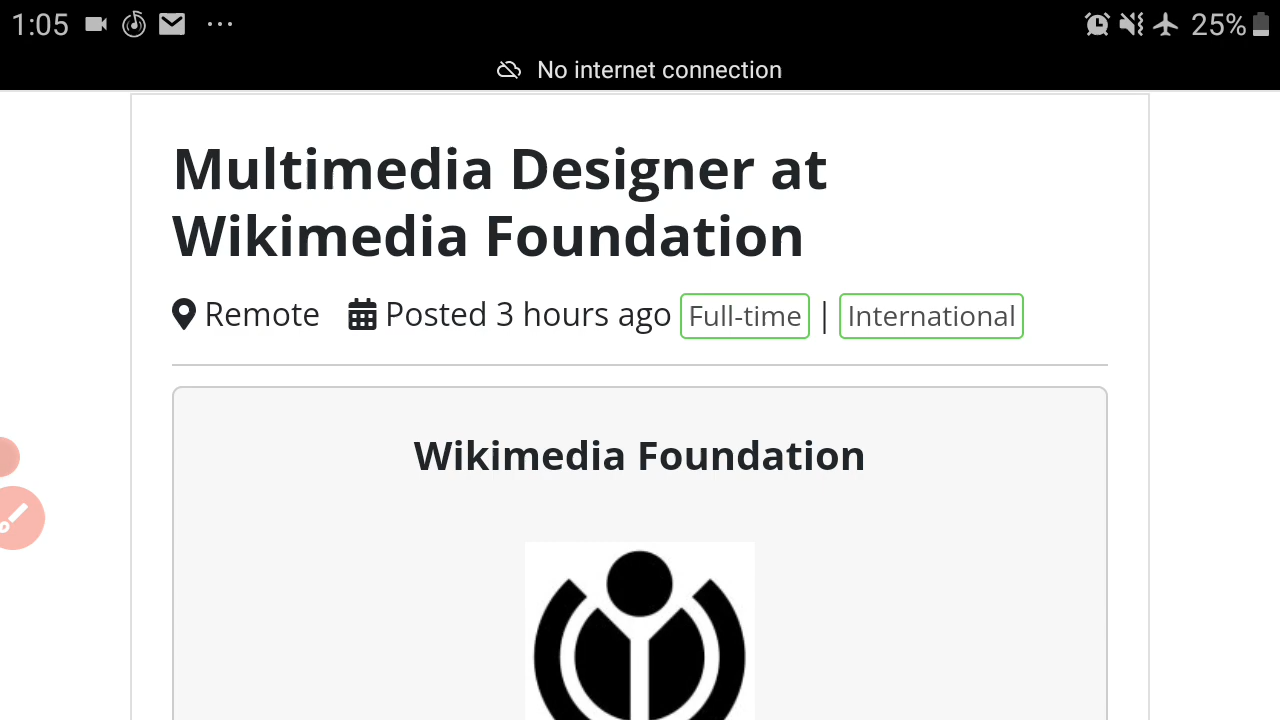 1:05 ... 25%
No internet connection
Multimedia Designer at
Wikimedia Foundation
Remote Posted 3 hours ago Full-time | International
Wikimedia Foundation